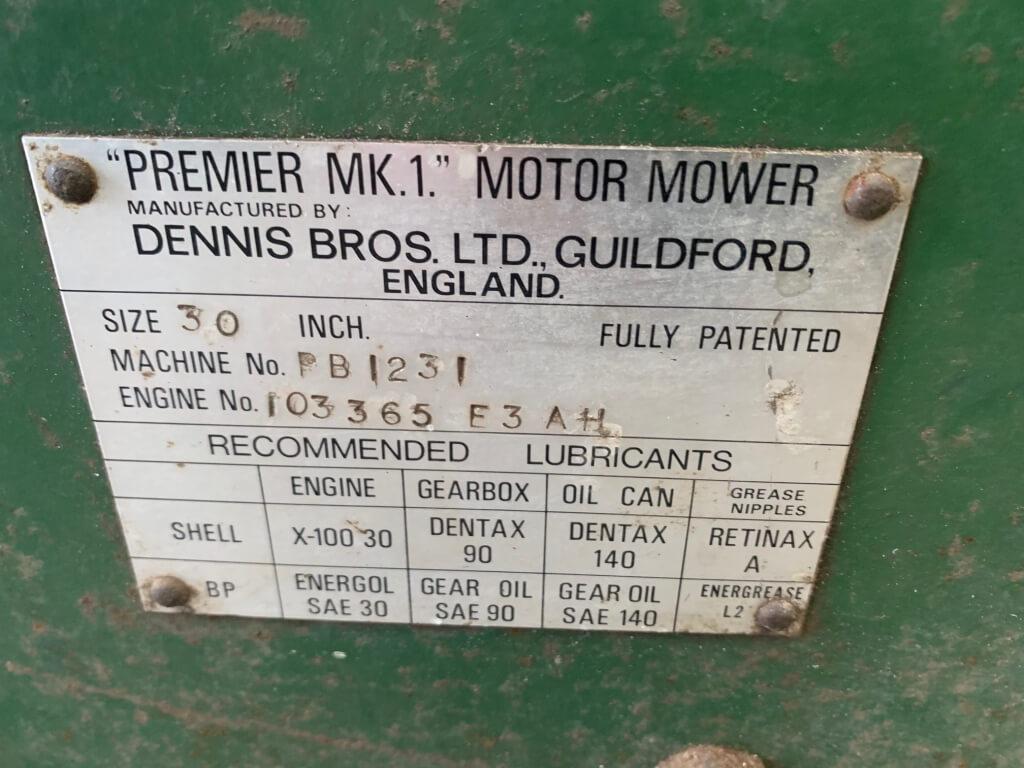 "PREMIER MK.1." MOTOR MOWER
MANUFACTURED BY:
DENNIS BROS. LTD., GUILDFORD,
ENGLAND.
SIZE 30 INCH. FULLY PATENTED
MACHINE No. PB1231
ENGINE No. 103365 E3AH
RECOMMENDED LUBRICANTS
ENGINE GEARBOX OIL CAN GREASE NIPPLES
SHELL X-100 30 DENTAX 90 DENTAX 140 RETINAX A
BP ENERGOL SAE 30 GEAR OIL SAE 90 GEAR OIL SAE 140 ENERGREASE L2